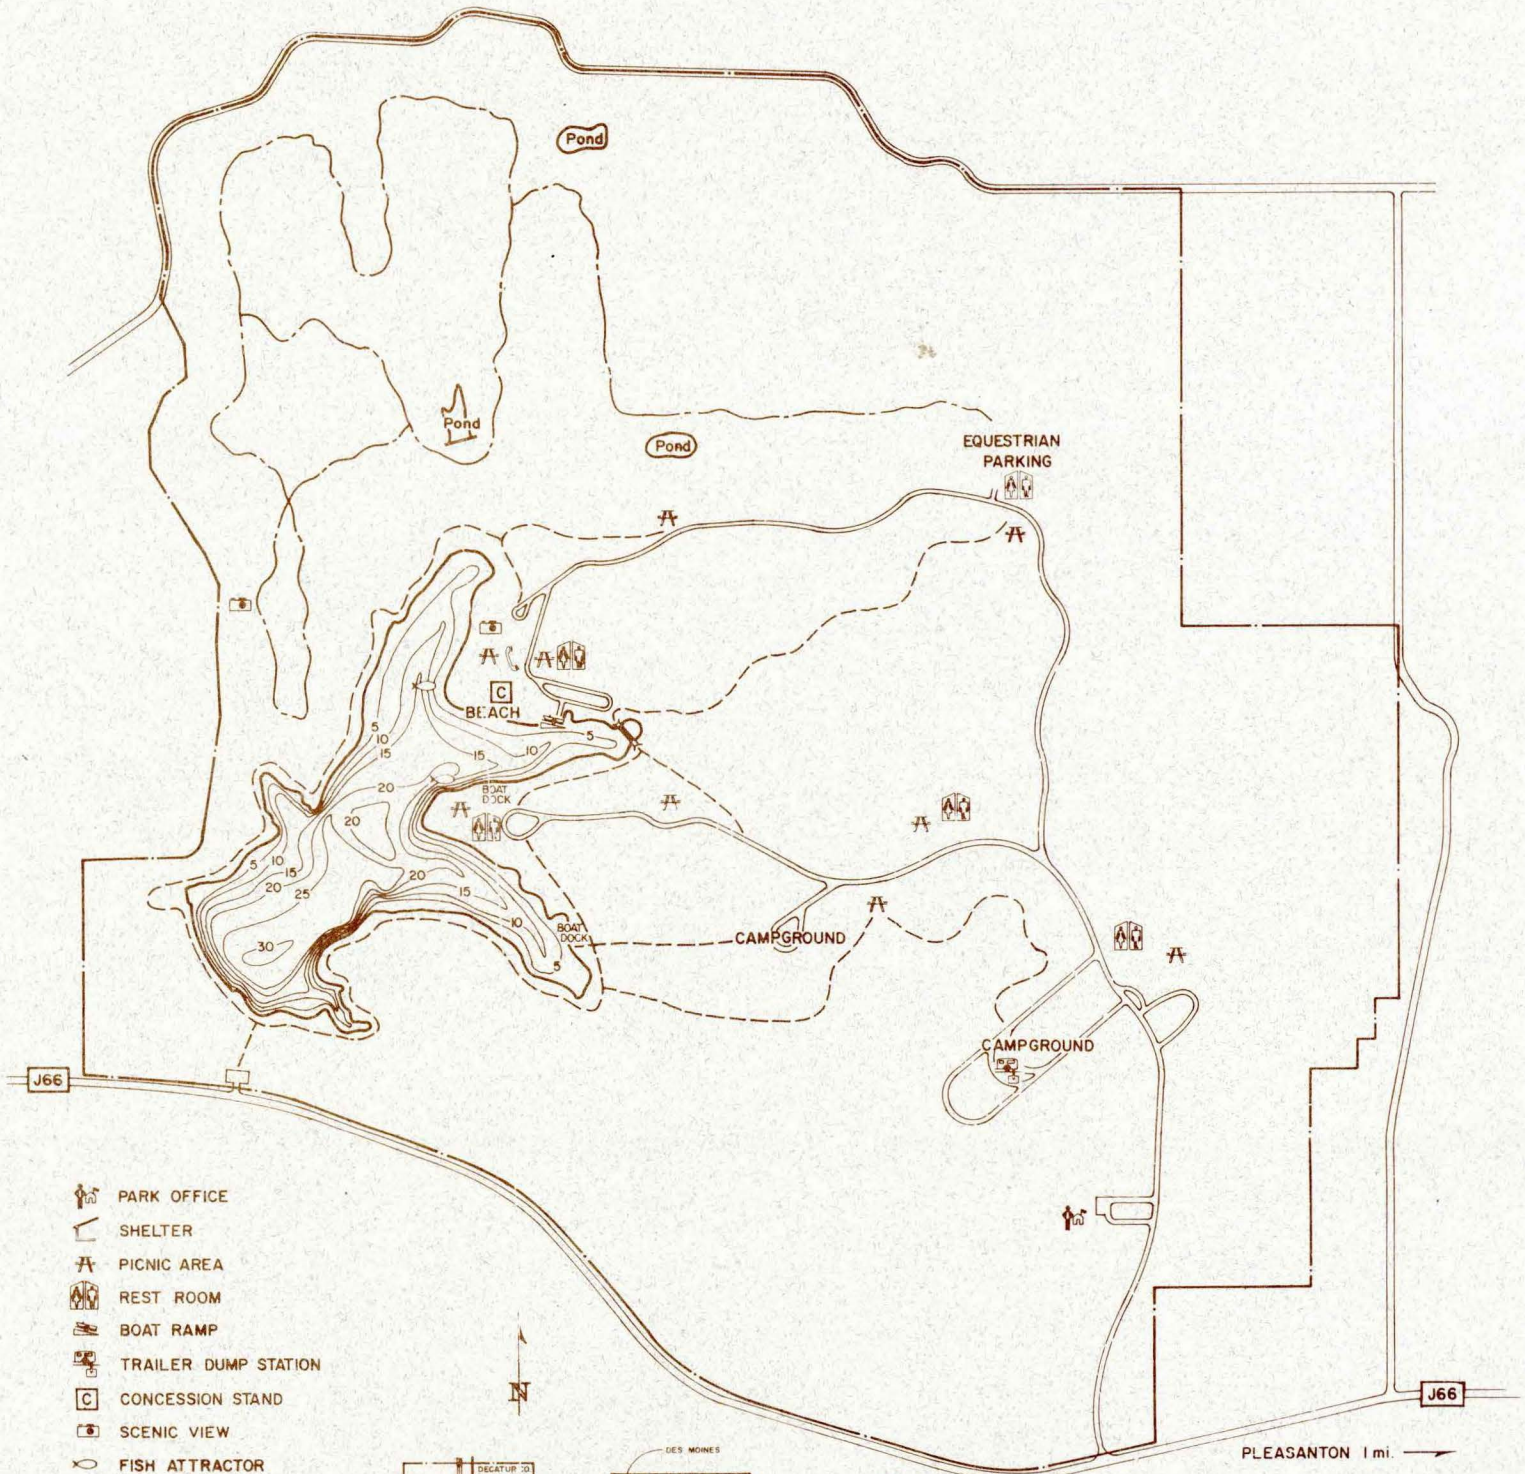 Pond
Pond
Pond
EQUESTRIAN
PARKING
C
BEACH
5
10
15
5
15
10
20
BOAT
DOCK
20
5
10
15
20
25
20
15
10
30
5
BOAT
DOCK
CAMPGROUND
CAMPGROUND
J66
PARK OFFICE
SHELTER
PICNIC AREA
REST ROOM
BOAT RAMP
TRAILER DUMP STATION
C CONCESSION STAND
SCENIC VIEW
FISH ATTRACTOR
N
DECATUR CO.
DES MOINES
J66
PLEASANTON 1 mi.